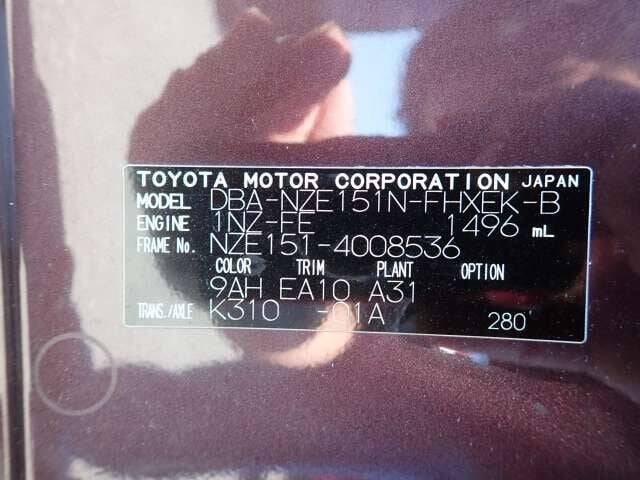 TOYOTA MOTOR CORPORATION JAPAN
MODEL DBA-NZE151N-FHXEK-B
ENGINE 1NZ-FE 1496 mL
FRAME No. NZE151-4008536
COLOR TRIM PLANT OPTION
9AH EA10 A31
TRANS./AXLE K310 -01A 280